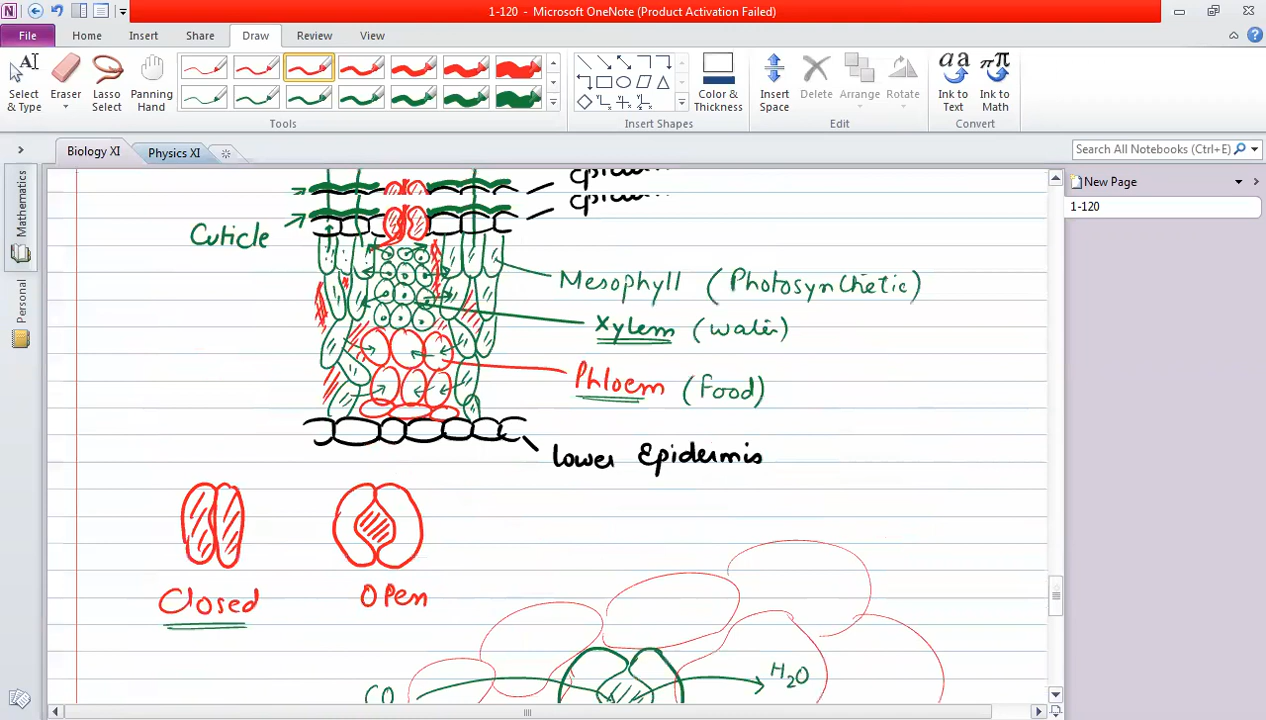 1-120 - Microsoft OneNote (Product Activation Failed)
File Home Insert Share Draw Review View
Select & Type Eraser Lasso Select Panning Hand Color & Thickness Insert Space Delete Arrange Rotate Ink to Text Ink to Math
Tools Insert Shapes Edit Convert
Biology XI Physics XI Search All Notebooks (Ctrl+E)
New Page
1-120
Mathematics
Personal
Cuticle
Mesophyll (Photosynthetic)
Xylem (water)
Phloem (Food)
Lower Epidermis
Closed Open
CO H2O